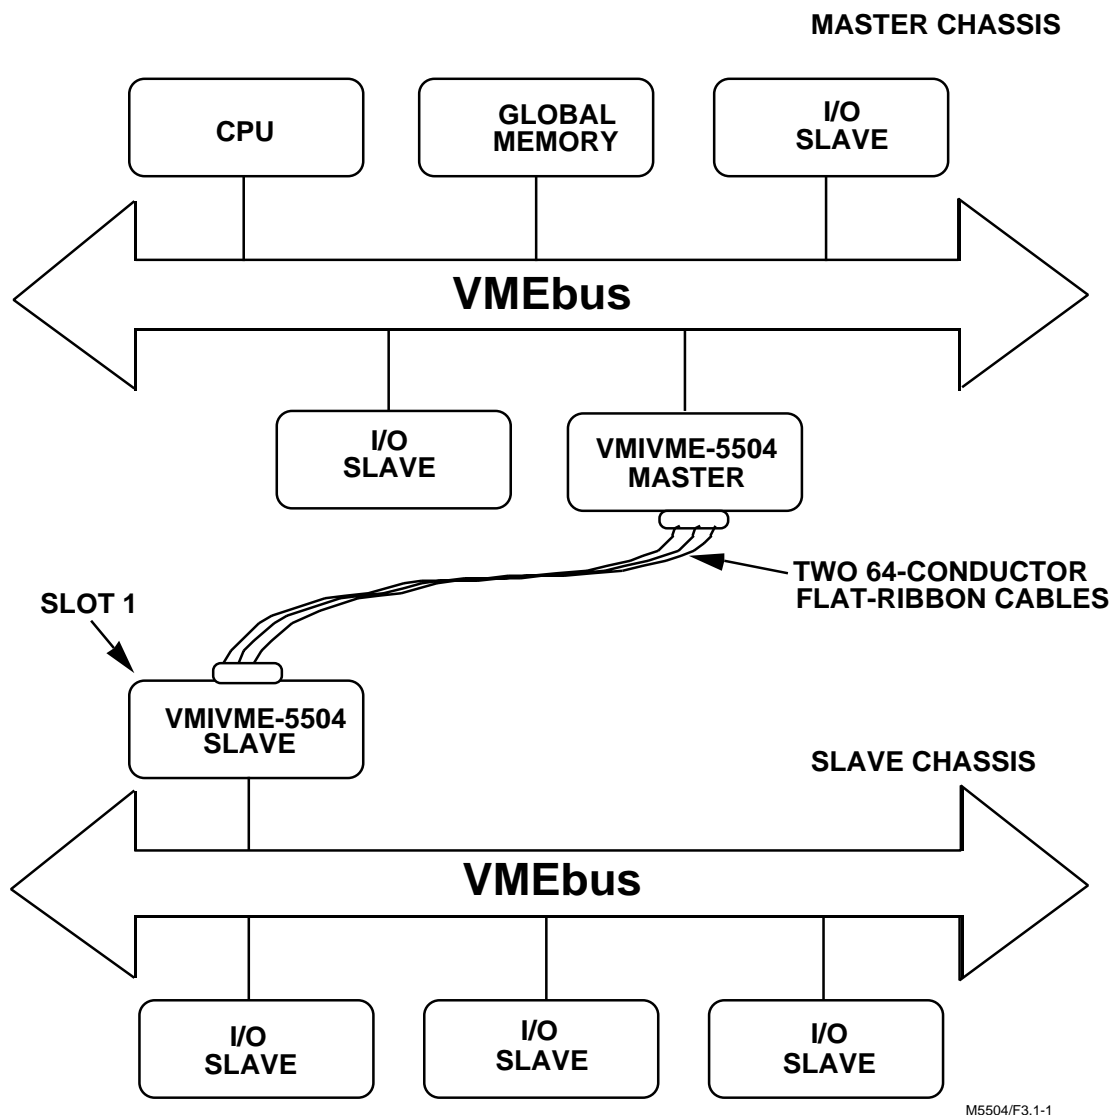 MASTER CHASSIS
CPU
GLOBAL
MEMORY
I/O
SLAVE
VMEbus
I/O
SLAVE
VMIVME-5504
MASTER
TWO 64-CONDUCTOR
FLAT-RIBBON CABLES
SLOT 1
VMIVME-5504
SLAVE
SLAVE CHASSIS
VMEbus
I/O
SLAVE
I/O
SLAVE
I/O
SLAVE
M5504/F3.1-1